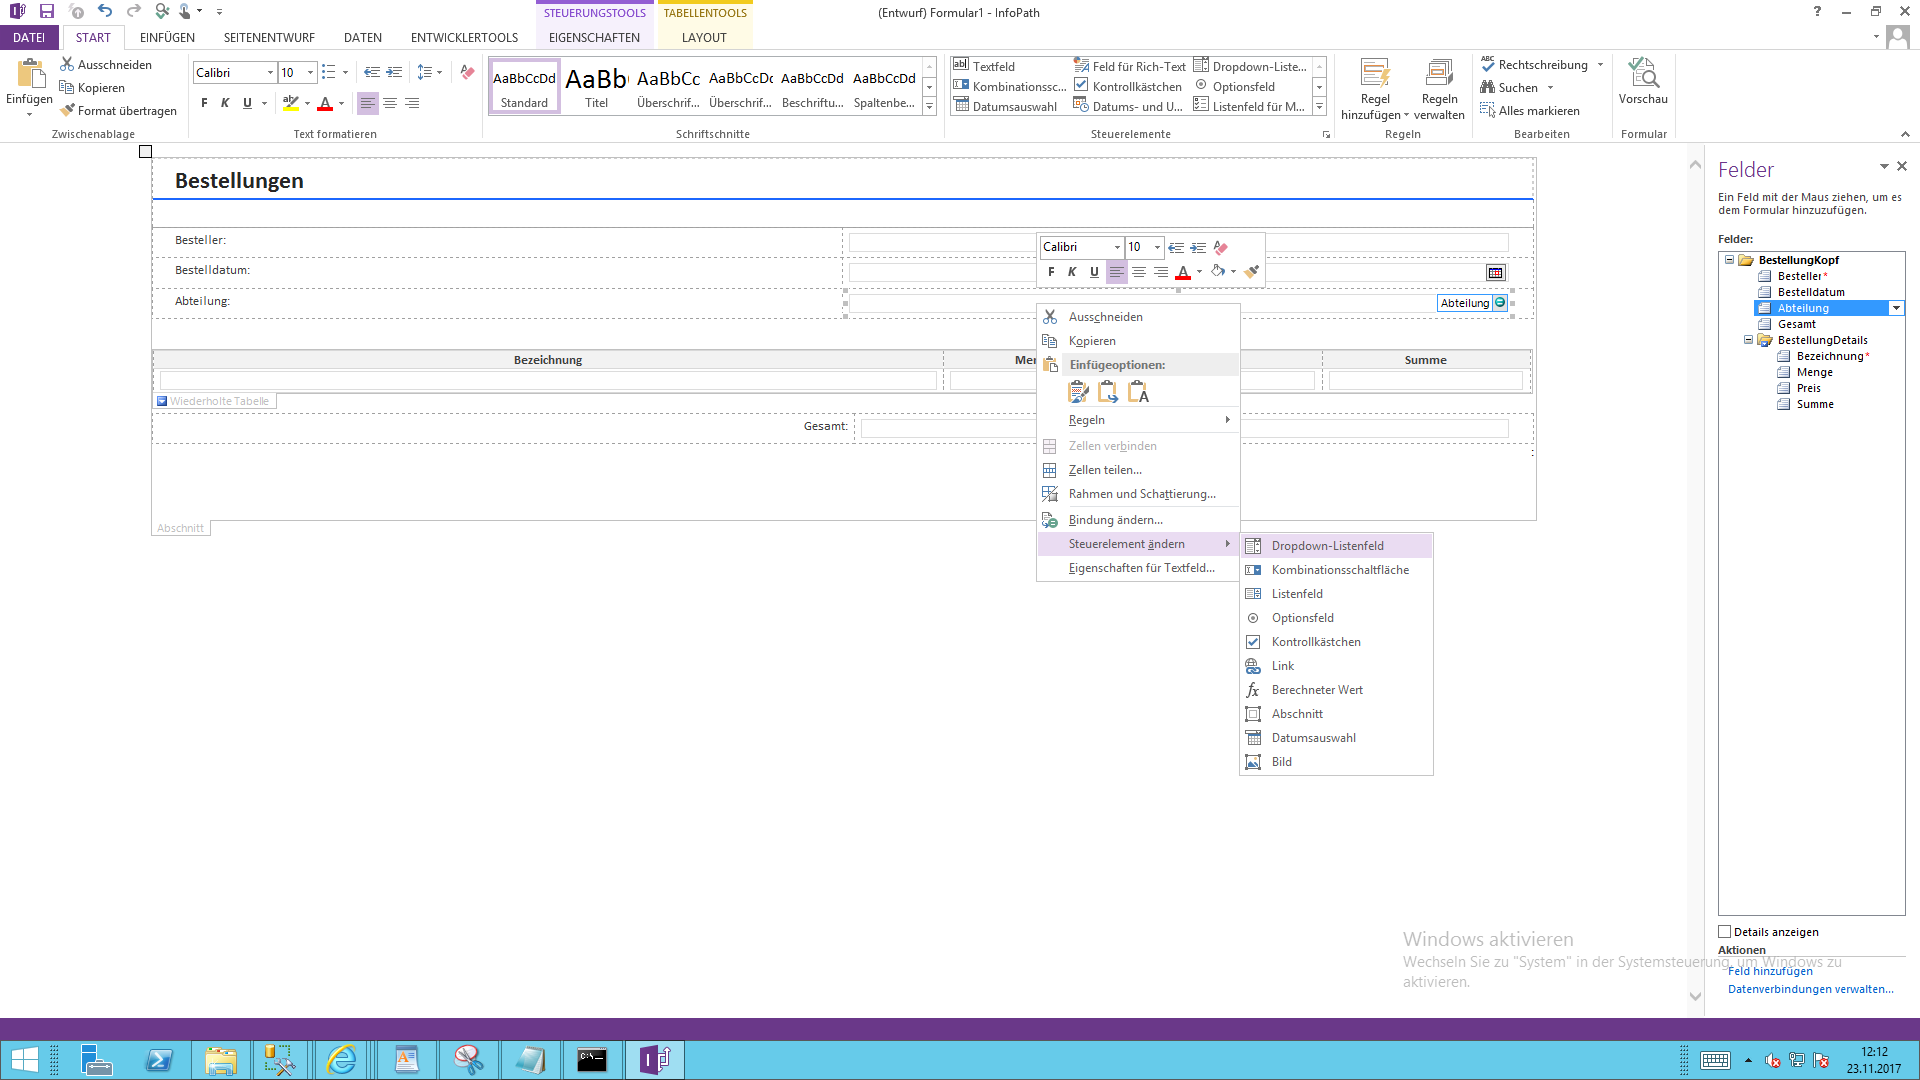 STEUERUNGSTOOLS
TABELLENTOOLS
(Entwurf) Formular1 - InfoPath
?
DATEI
START
EINFÜGEN
SEITENENTWURF
DATEN
ENTWICKLERTOOLS
EIGENSCHAFTEN
LAYOUT
Einfügen
Ausschneiden
Kopieren
Format übertragen
Zwischenablage
Calibri
10
F K U
Text formatieren
AaBbCcDd
Standard
AaBb
Titel
AaBbCc
Überschrif...
AaBbCcDc
Überschrif...
AaBbCcDd
Beschriftu...
AaBbCcDd
Spaltenbe...
Schriftschnitte
Textfeld
Kombinationssc...
Datumsauswahl
Feld für Rich-Text
Kontrollkästchen
Datums- und U...
Dropdown-Liste...
Optionsfeld
Listenfeld für M...
Steuerelemente
Regel
hinzufügen
Regeln
verwalten
Regeln
Rechtschreibung
Suchen
Alles markieren
Bearbeiten
Vorschau
Formular
Bestellungen
Besteller:
Bestelldatum:
Abteilung:
Abteilung
Calibri
10
F K U
Bezeichnung
Men
Summe
Wiederholte Tabelle
Gesamt:
Abschnitt
Ausschneiden
Kopieren
Einfügeoptionen:
Regeln
Zellen verbinden
Zellen teilen...
Rahmen und Schattierung...
Bindung ändern...
Steuerelement ändern
Eigenschaften für Textfeld...
Dropdown-Listenfeld
Kombinationsschaltfläche
Listenfeld
Optionsfeld
Kontrollkästchen
Link
Berechneter Wert
Abschnitt
Datumsauswahl
Bild
Felder
Ein Feld mit der Maus ziehen, um es
dem Formular hinzuzufügen.
Felder:
BestellungKopf
Besteller*
Bestelldatum
Abteilung
Gesamt
BestellungDetails
Bezeichnung*
Menge
Preis
Summe
Details anzeigen
Aktionen
Feld hinzufügen
Datenverbindungen verwalten...
Windows aktivieren
Wechseln Sie zu "System" in der Systemsteuerung, um Windows zu
aktivieren.
12:12
23.11.2017